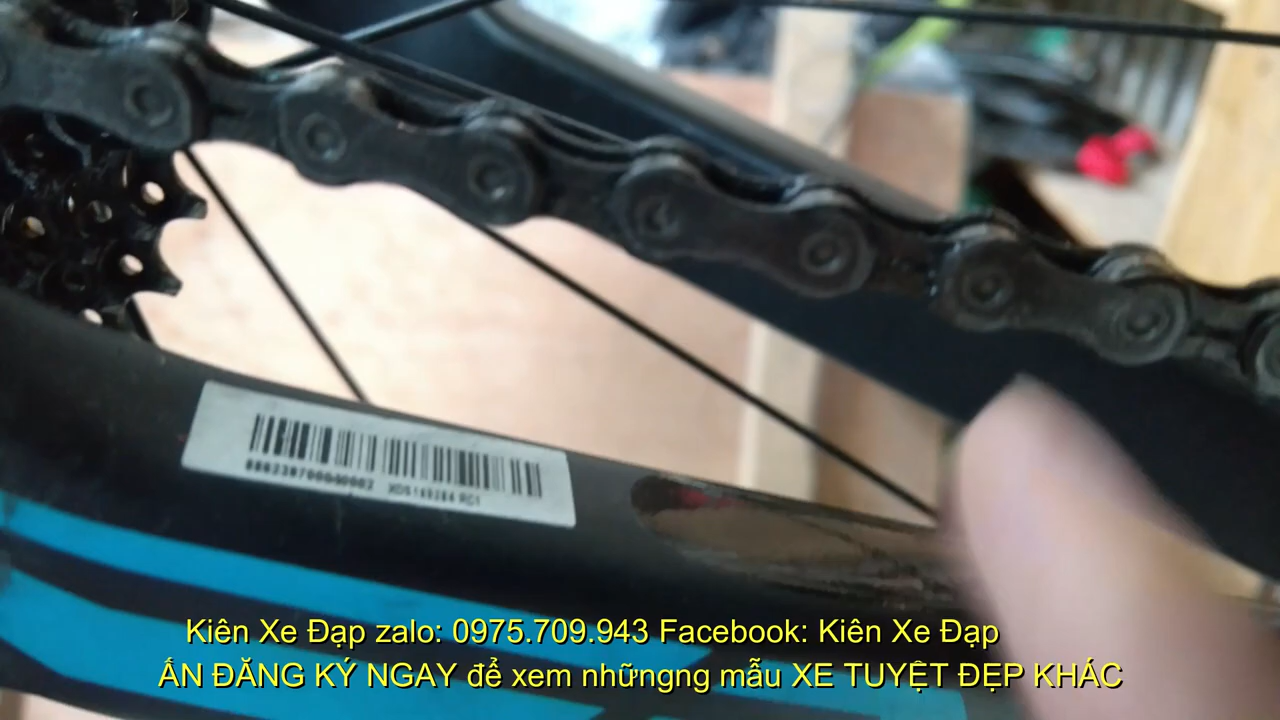 Kiên Xe Đạp zalo: 0975.709.943 Facebook: Kiên Xe Đạp
ẤN ĐĂNG KÝ NGAY để xem nhữngng mẫu XE TUYỆT ĐẸP KHÁC